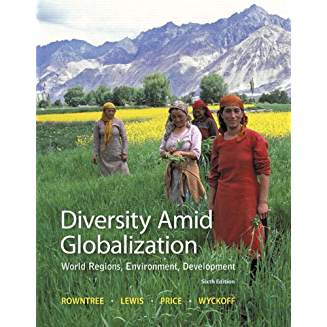 Diversity Amid
Globalization
World Regions, Environment, Development
Sixth Edition
ROWNTREE • LEWIS • PRICE • WYCKOFF